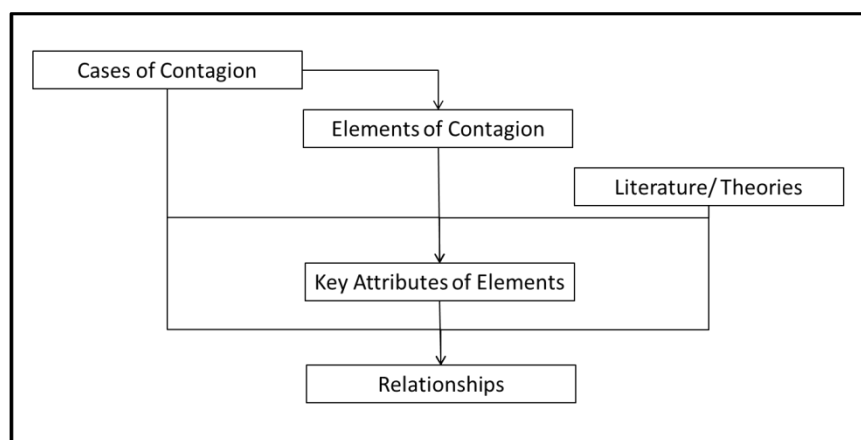 Cases of Contagion
Elements of Contagion
Literature/ Theories
Key Attributes of Elements
Relationships